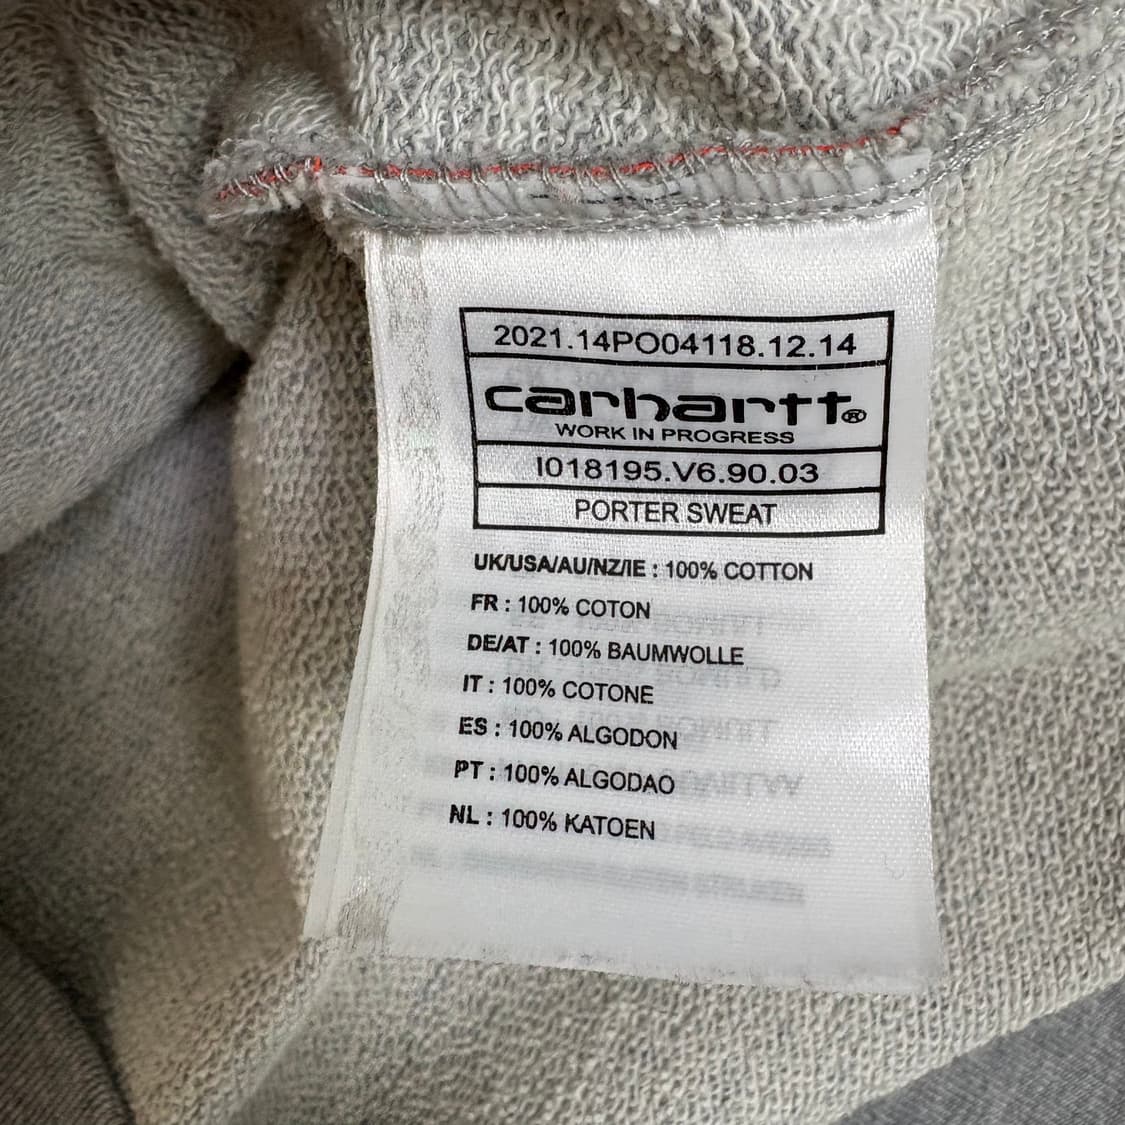 2021.14PO04118.12.14
carhartt®
WORK IN PROGRESS
I018195.V6.90.03
PORTER SWEAT
UK/USA/AU/NZ/IE : 100% COTTON
FR : 100% COTON
DE/AT : 100% BAUMWOLLE
IT : 100% COTONE
ES : 100% ALGODON
PT : 100% ALGODAO
NL : 100% KATOEN